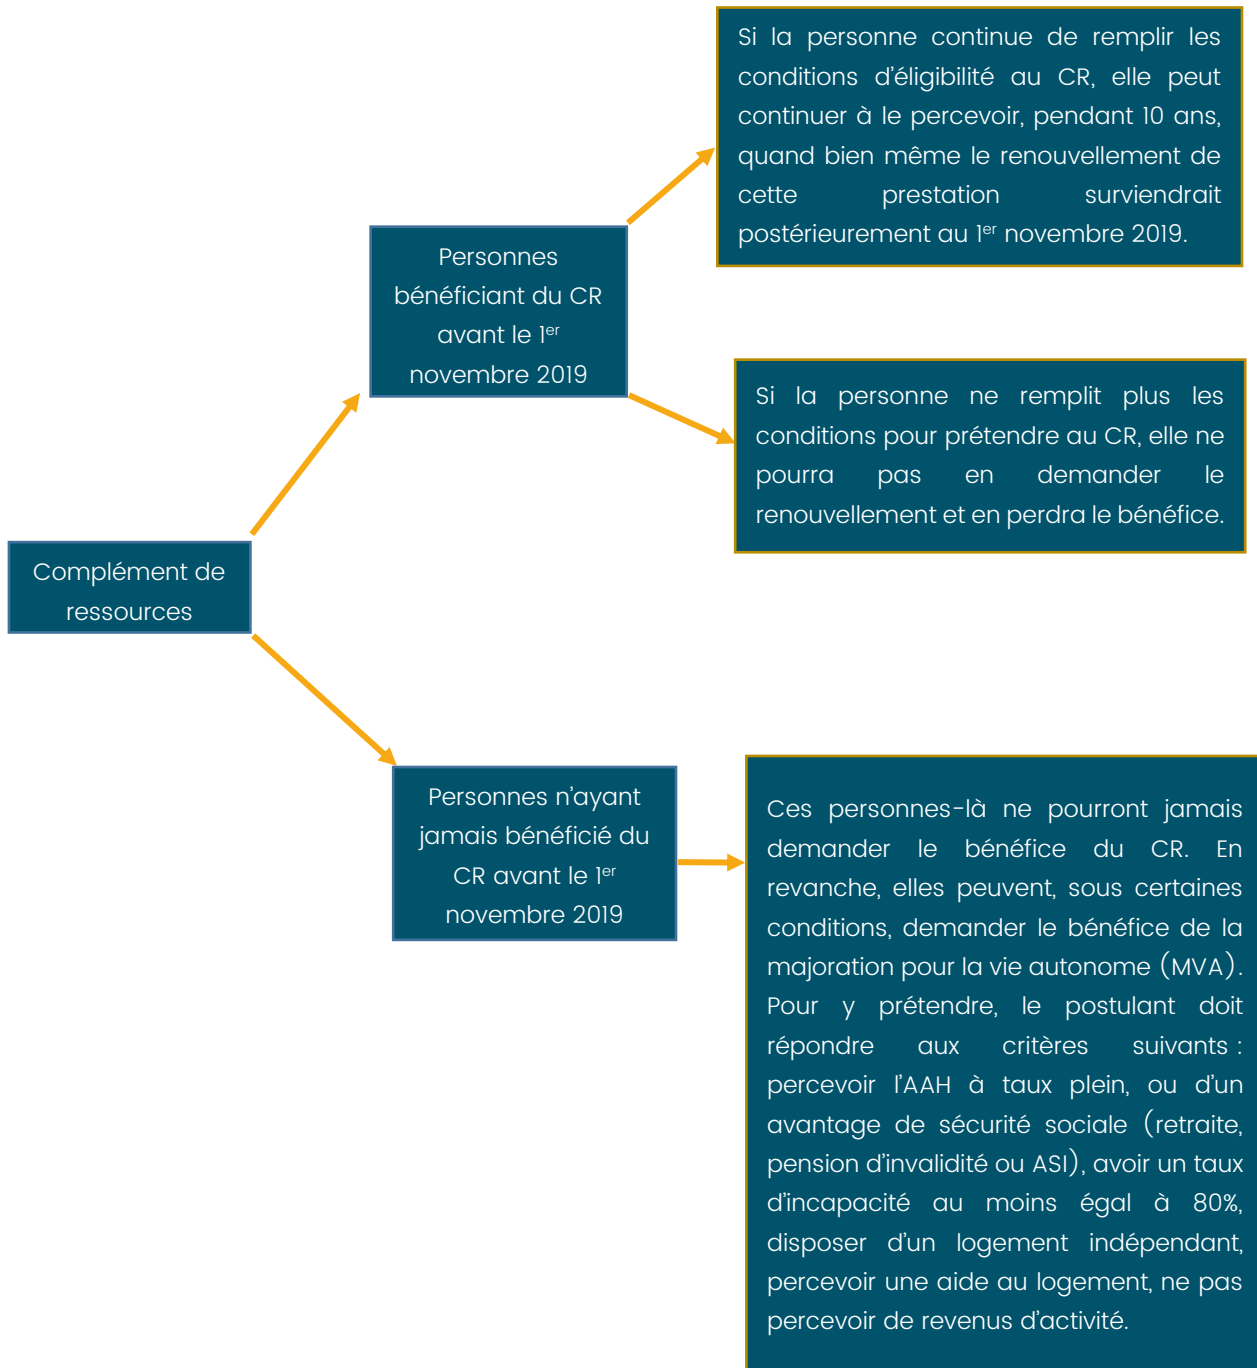 Complément de
ressources
Personnes
bénéficiant du CR
avant le 1er
novembre 2019
Si la personne continue de remplir les
conditions d'éligibilité au CR, elle peut
continuer à le percevoir, pendant 10 ans,
quand bien même le renouvellement de
cette prestation surviendrait
postérieurement au 1er novembre 2019.
Si la personne ne remplit plus les
conditions pour prétendre au CR, elle ne
pourra pas en demander le
renouvellement et en perdra le bénéfice.
Personnes n'ayant
jamais bénéficié du
CR avant le 1er
novembre 2019
Ces personnes-là ne pourront jamais
demander le bénéfice du CR. En
revanche, elles peuvent, sous certaines
conditions, demander le bénéfice de la
majoration pour la vie autonome (MVA).
Pour y prétendre, le postulant doit
répondre aux critères suivants :
percevoir l'AAH à taux plein, ou d'un
avantage de sécurité sociale (retraite,
pension d'invalidité ou ASI), avoir un taux
d'incapacité au moins égal à 80%,
disposer d'un logement indépendant,
percevoir une aide au logement, ne pas
percevoir de revenus d'activité.